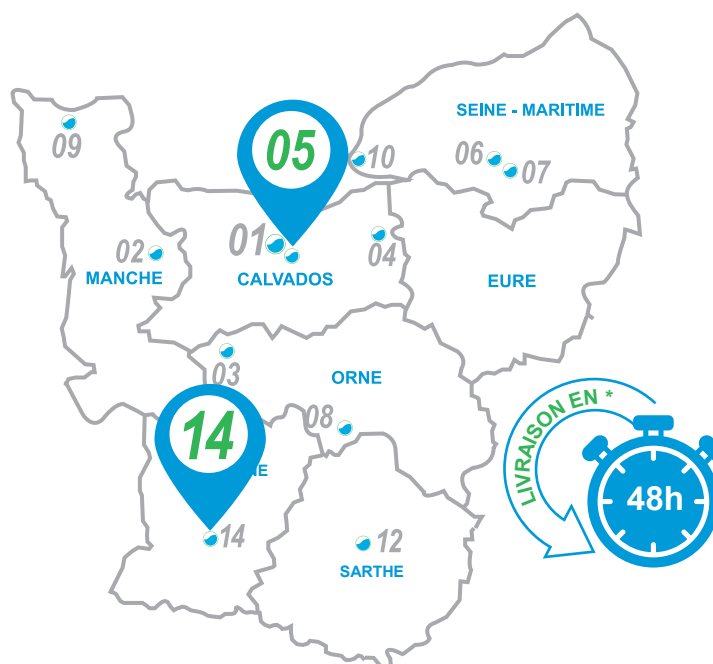 SEINE - MARITIME
09
05
10
06
07
01
02
04
MANCHE
CALVADOS
EURE
03
ORNE
08
14
NE
LIVRAISON EN *
48h
14
12
SARTHE